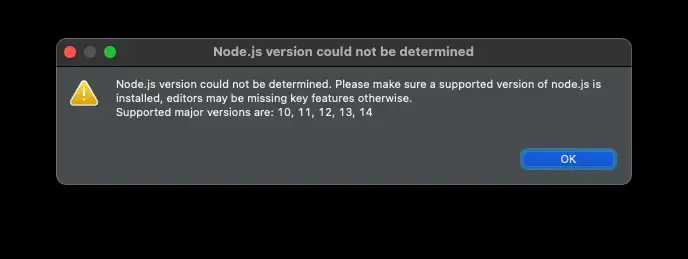 Node.js version could not be determined
Node.js version could not be determined. Please make sure a supported version of node.js is
installed, editors may be missing key features otherwise.
Supported major versions are: 10, 11, 12, 13, 14
OK